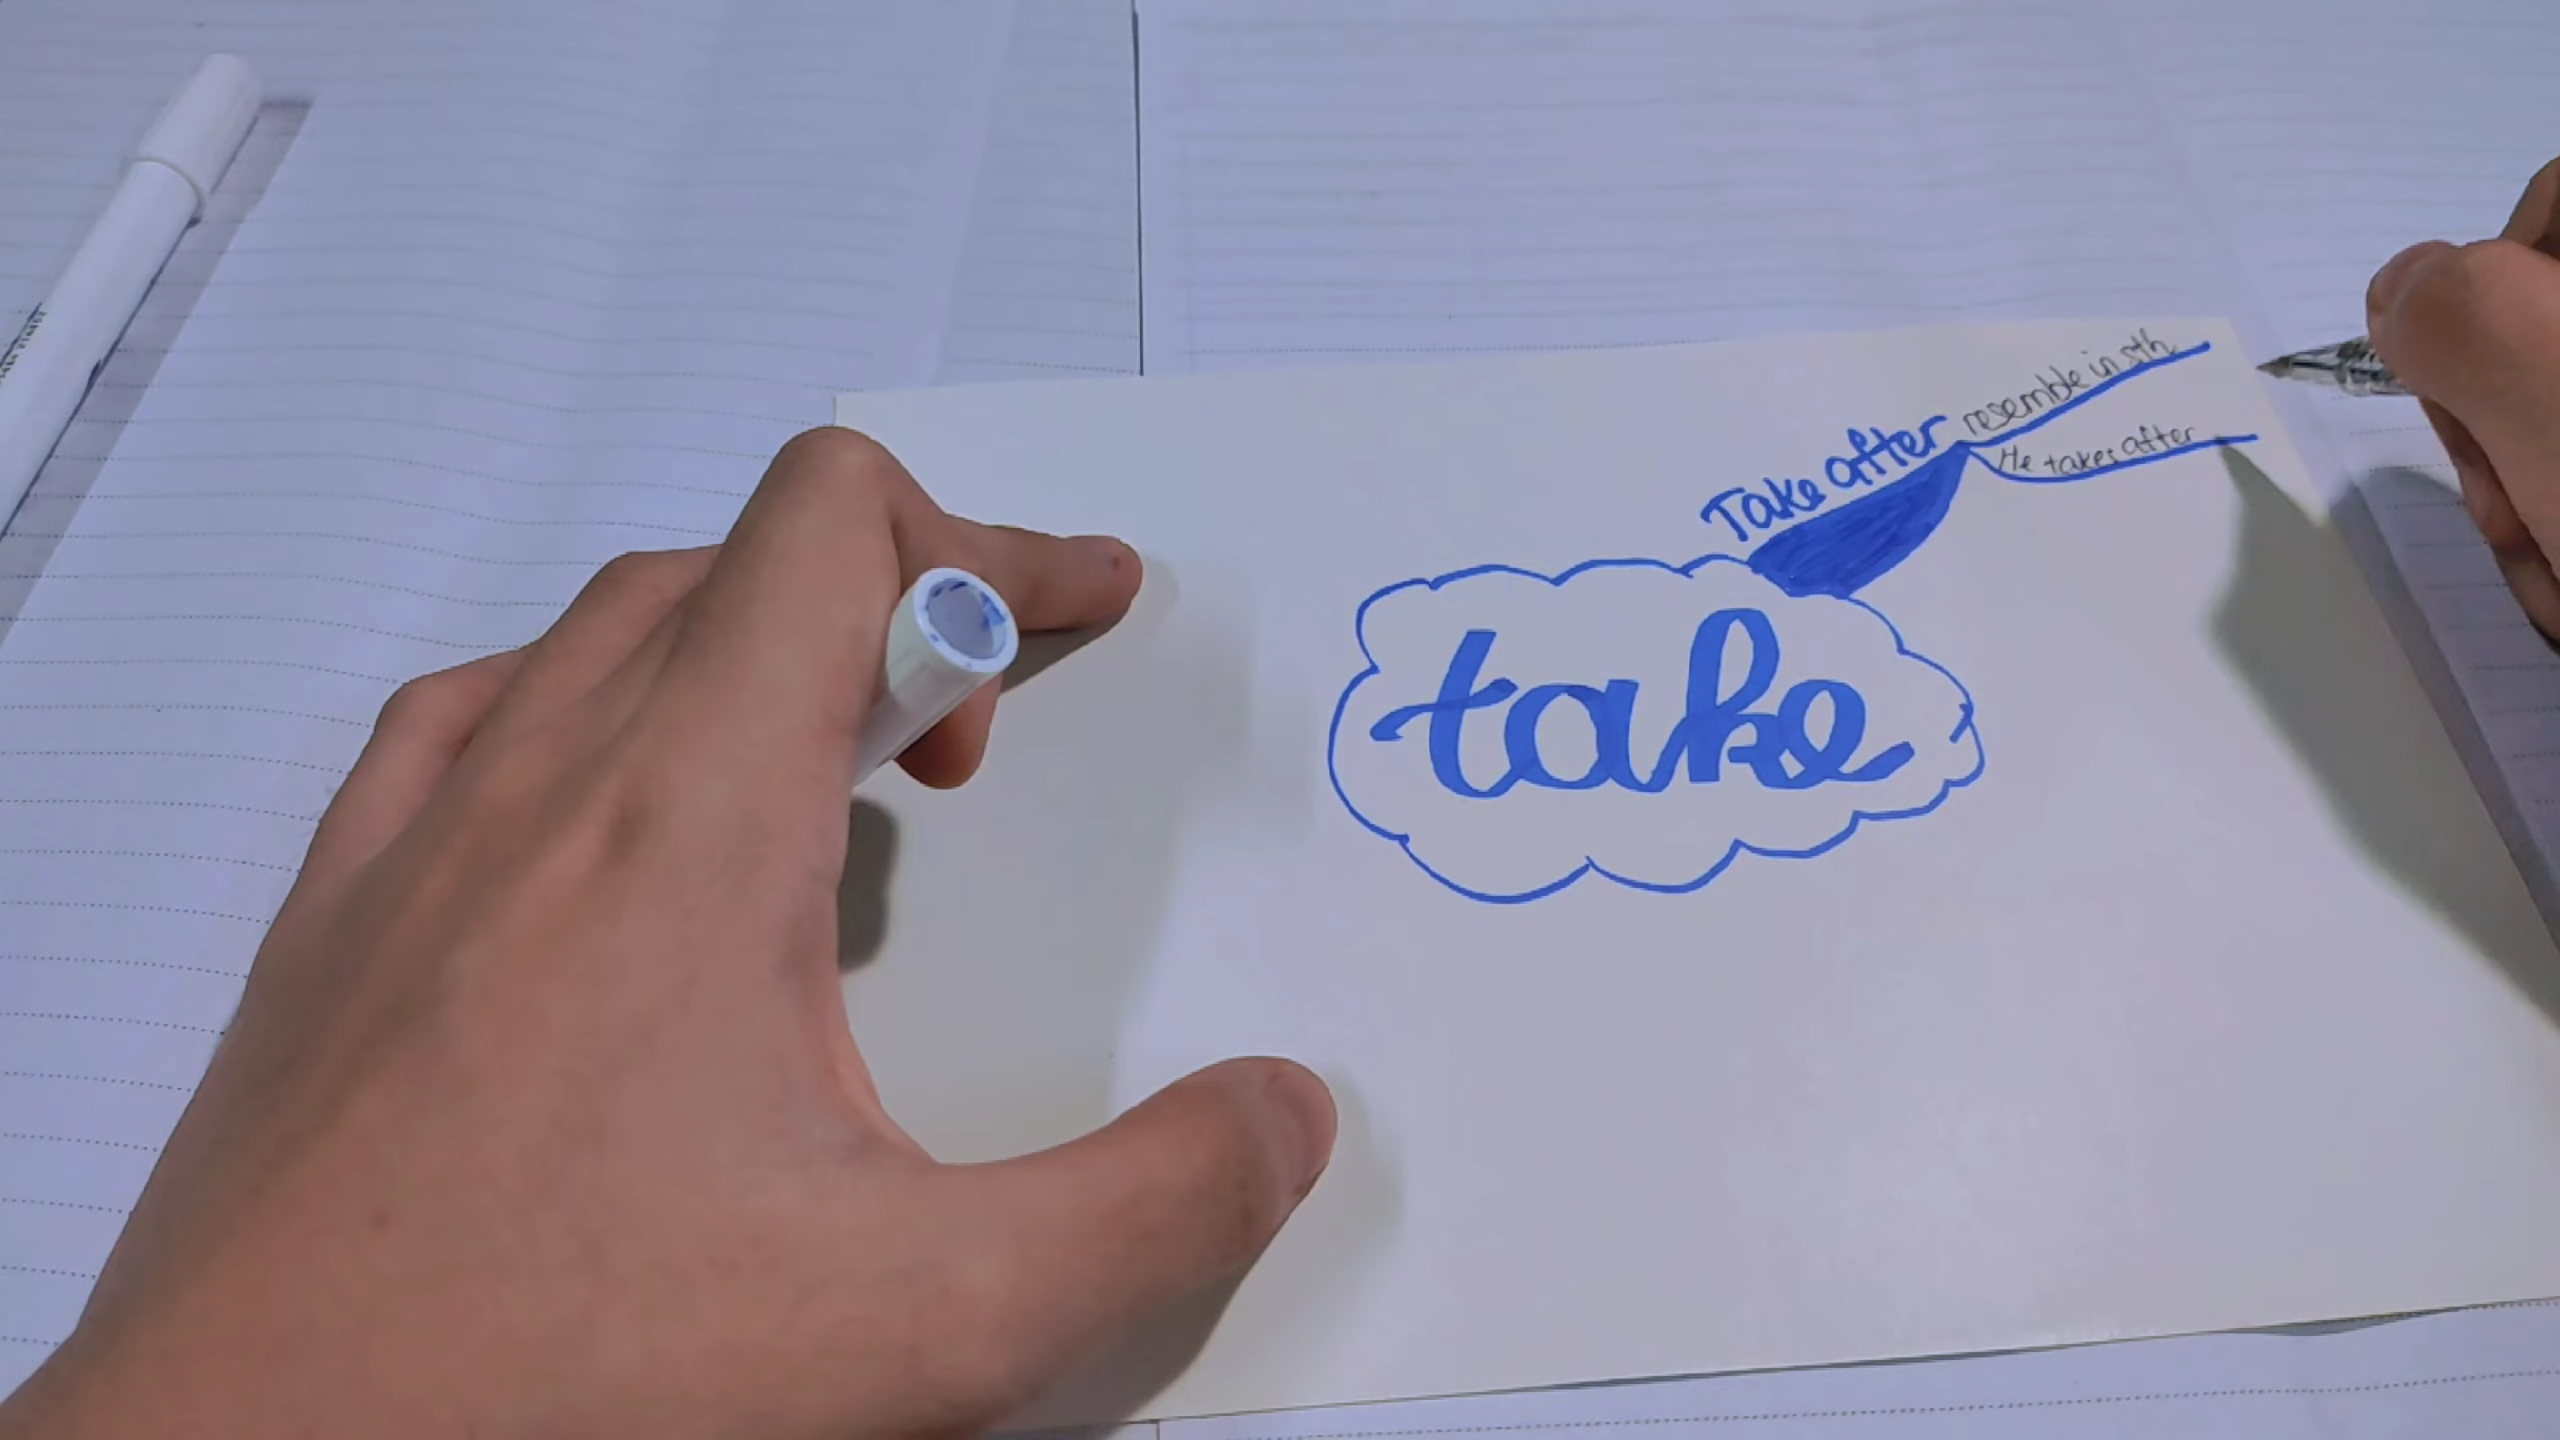 Take after
resemble in sth
He takes after
take